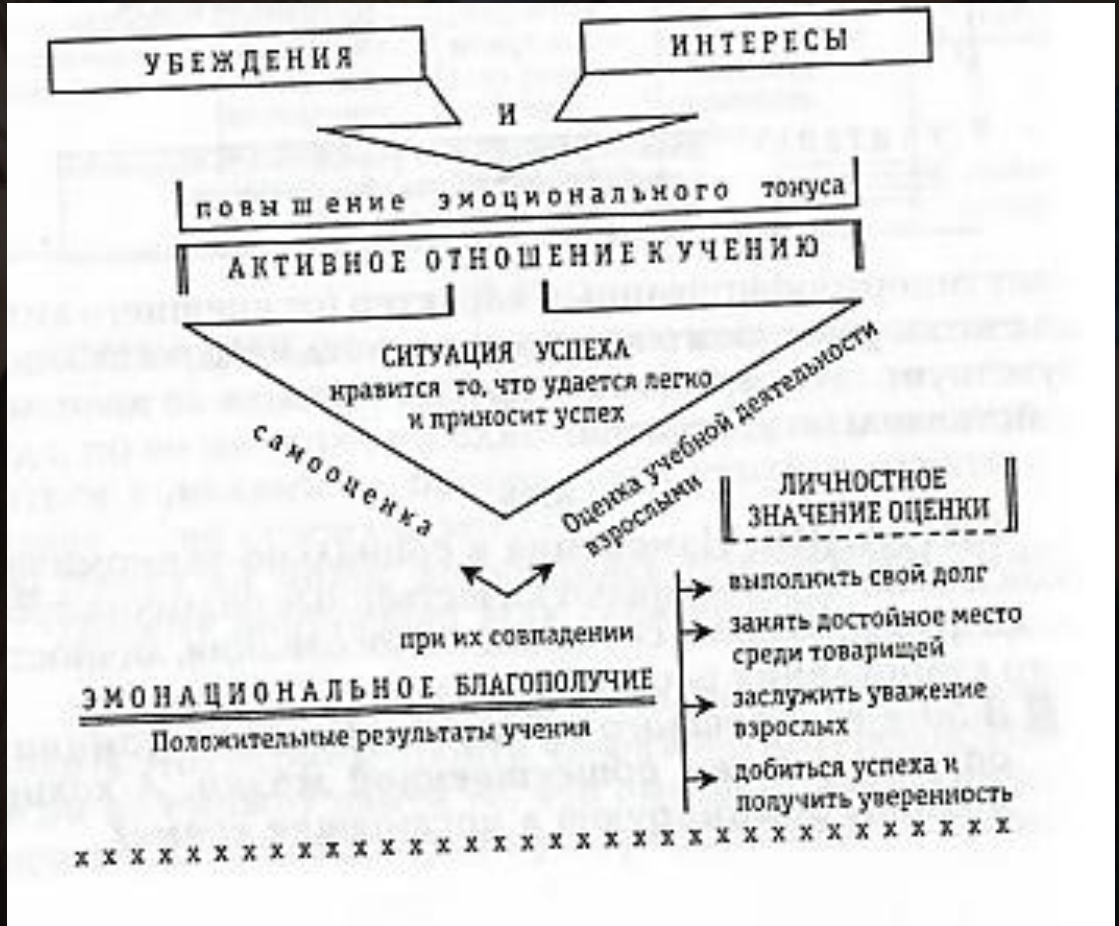 УБЕЖДЕНИЯ
И
ИНТЕРЕСЫ
повышение эмоционального тонуса
АКТИВНОЕ ОТНОШЕНИЕ К УЧЕНИЮ
СИТУАЦИЯ УСПЕХА
нравится то, что удается легко
и приносит успех
самооценка
Оценка учебной деятельности
взрослыми
при их совпадении
ЭМОНАЦИОНАЛЬНОЕ БЛАГОПОЛУЧИЕ
Положительные результаты учения
ЛИЧНОСТНОЕ
ЗНАЧЕНИЕ ОЦЕНКИ
выполнить свой долг
занять достойное место
среди товарищей
заслужить уважение
взрослых
добиться успеха и
получить уверенность
х х х х х х х х х х х х х х х х х х х х х х х х х х х х х х х х х х